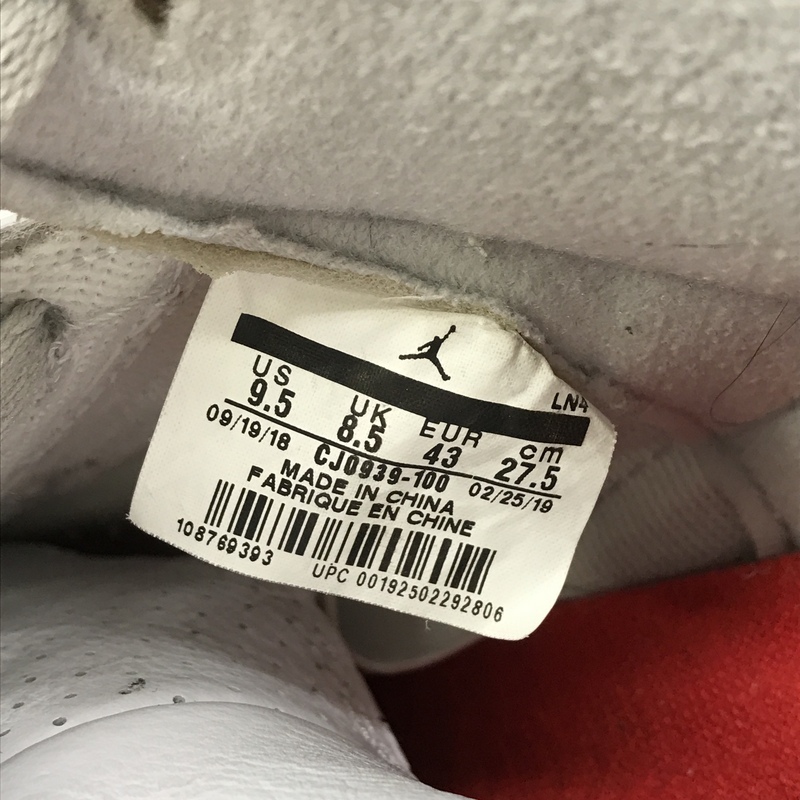 LN4
US UK EUR cm
9.5 8.5 43 27.5
09/19/18 CJ0939-100 02/25/19
MADE IN CHINA
FABRIQUE EN CHINE
108769393
UPC 00192502292806